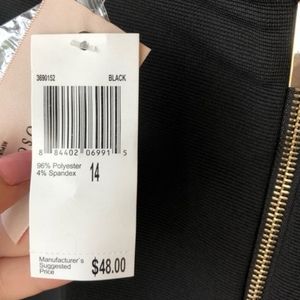 3690152 BLACK
8 84402 06991 5
96% Polyester
4% Spandex
14
Manufacturer's
Suggested
Price
$48.00